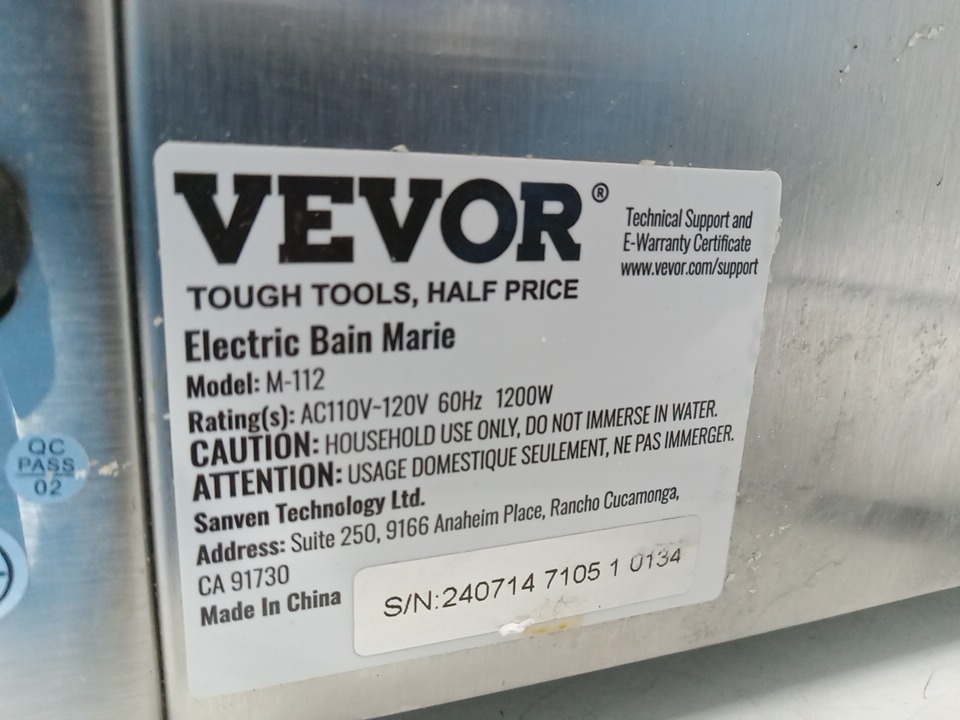 VEVOR®
TOUGH TOOLS, HALF PRICE
Technical Support and
E-Warranty Certificate
www.vevor.com/support
Electric Bain Marie
Model: M-112
Rating(s): AC110V~120V 60Hz 1200W
CAUTION: HOUSEHOLD USE ONLY, DO NOT IMMERSE IN WATER.
ATTENTION: USAGE DOMESTIQUE SEULEMENT, NE PAS IMMERGER.
Sanven Technology Ltd.
Address: Suite 250, 9166 Anaheim Place, Rancho Cucamonga,
CA 91730
Made In China
S/N:240714 7105 1 0134
QC
PASS
02